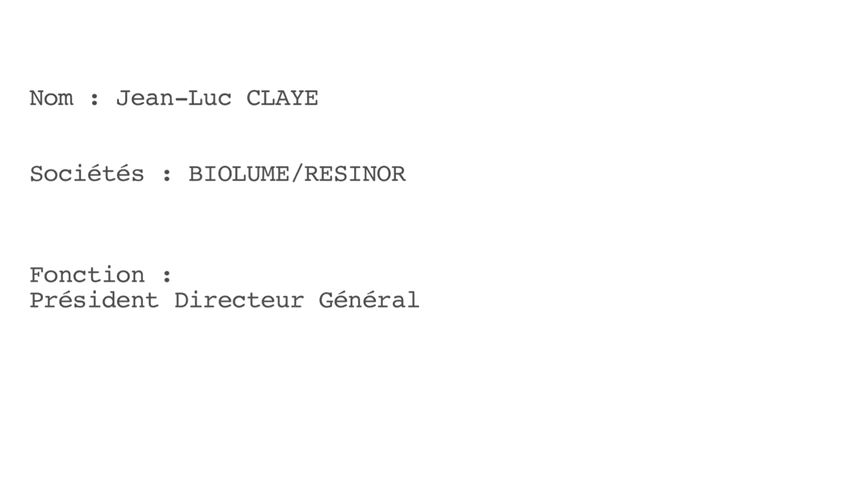 Nom : Jean-Luc CLAYE
Sociétés : BIOLUME/RESINOR
Fonction :
Président Directeur Général